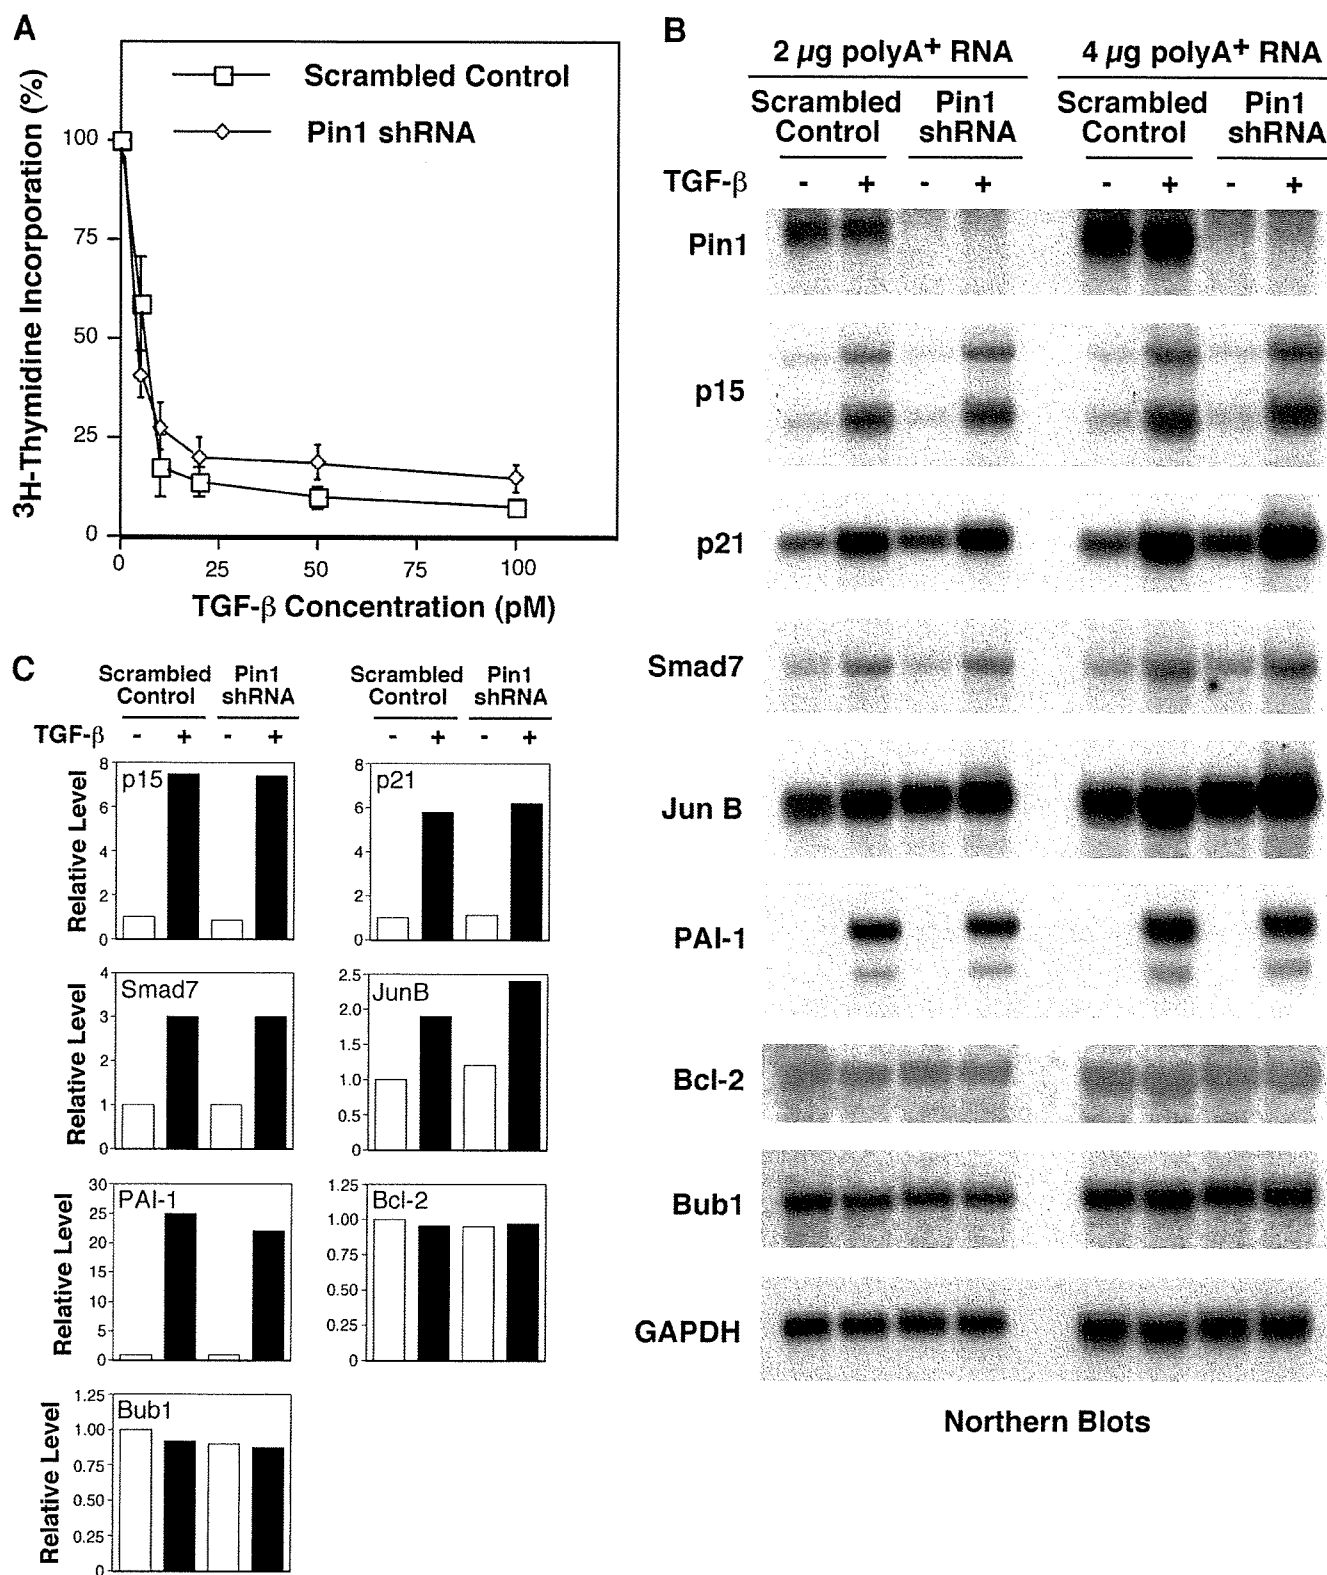 A
Scrambled Control
Pin1 shRNA
³H-Thymidine Incorporation (%)
100
75
50
25
0
0
25
50
75
100
TGF-β Concentration (pM)
B
2 µg polyA+ RNA
4 µg polyA+ RNA
Scrambled Control
Pin1 shRNA
Scrambled Control
Pin1 shRNA
TGF-β - + - + - + - +
Pin1
p15
p21
Smad7
Jun B
PAI-1
Bcl-2
Bub1
GAPDH
Northern Blots
C
Scrambled Control
Pin1 shRNA
Scrambled Control
Pin1 shRNA
TGF-β - + - + - + - +
Relative Level
p15
8
6
4
2
0
p21
8
6
4
2
0
Relative Level
Smad7
4
3
2
1
0
JunB
2.5
2.0
1.5
1.0
0.5
0
Relative Level
PAI-1
30
25
20
15
10
5
0
Bcl-2
1.25
1.00
0.75
0.50
0.25
0
Relative Level
Bub1
1.25
1.00
0.75
0.50
0.25
0